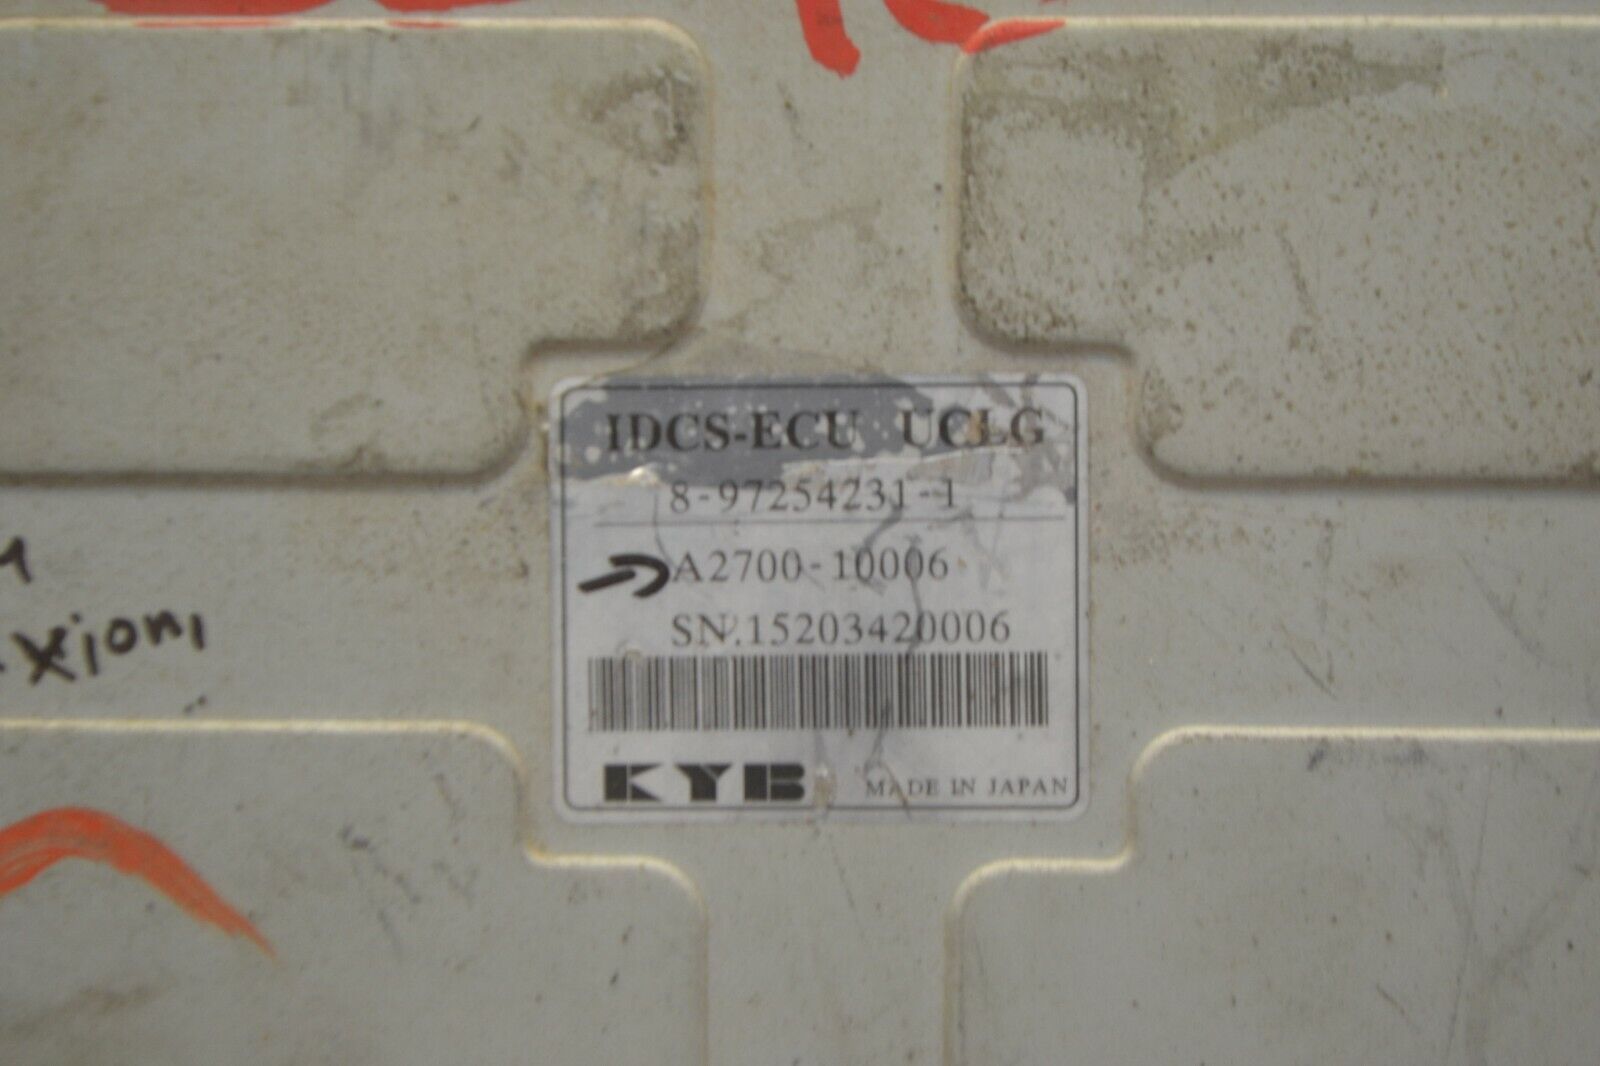 IDCS-ECU UCLG
8-97254231-1
A2700-10006
SN.15203420006
KYB MADE IN JAPAN